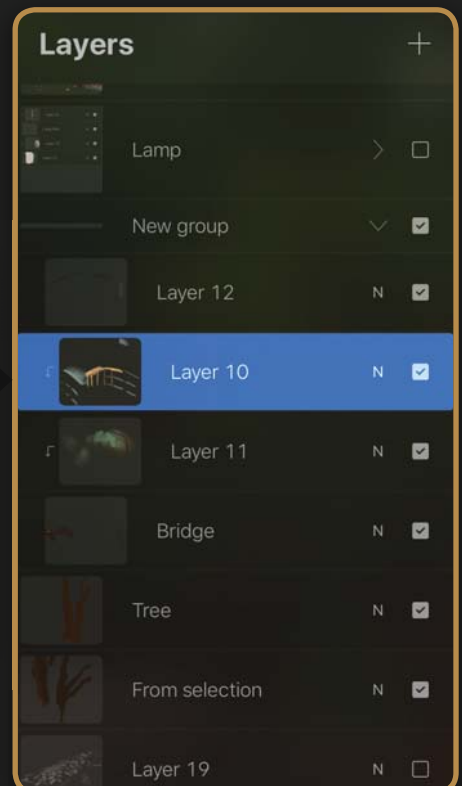 Layers +
Lamp
New group
Layer 12 N
Layer 10 N
Layer 11 N
Bridge N
Tree N
From selection N
Layer 19 N